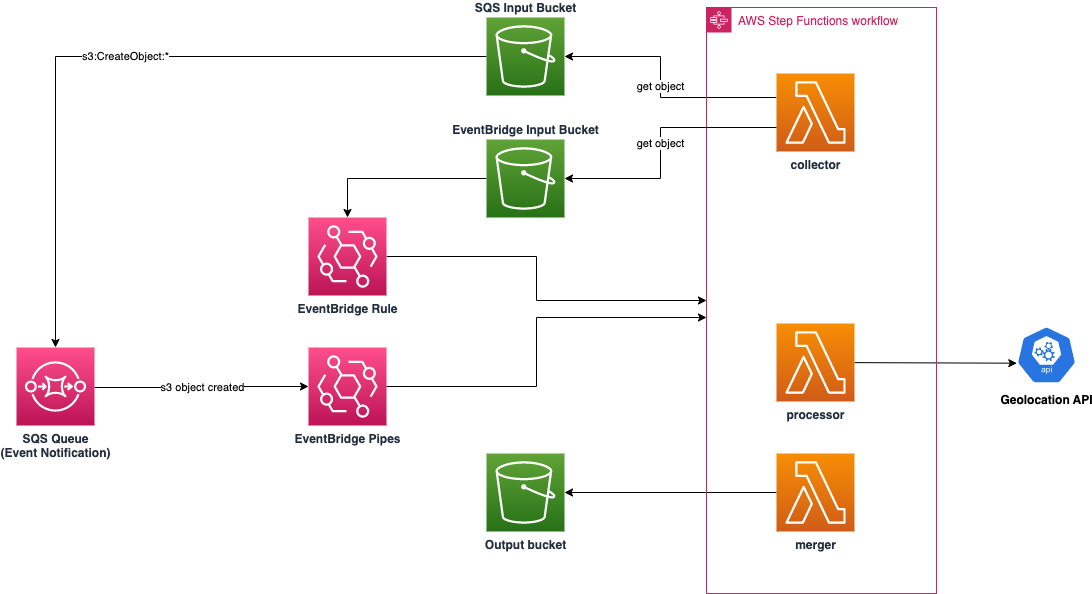 SQS Input Bucket
AWS Step Functions workflow
s3:CreateObject:*
get object
EventBridge Input Bucket
get object
collector
EventBridge Rule
s3 object created
SQS Queue
(Event Notification)
EventBridge Pipes
processor
api
Geolocation API
Output bucket
merger